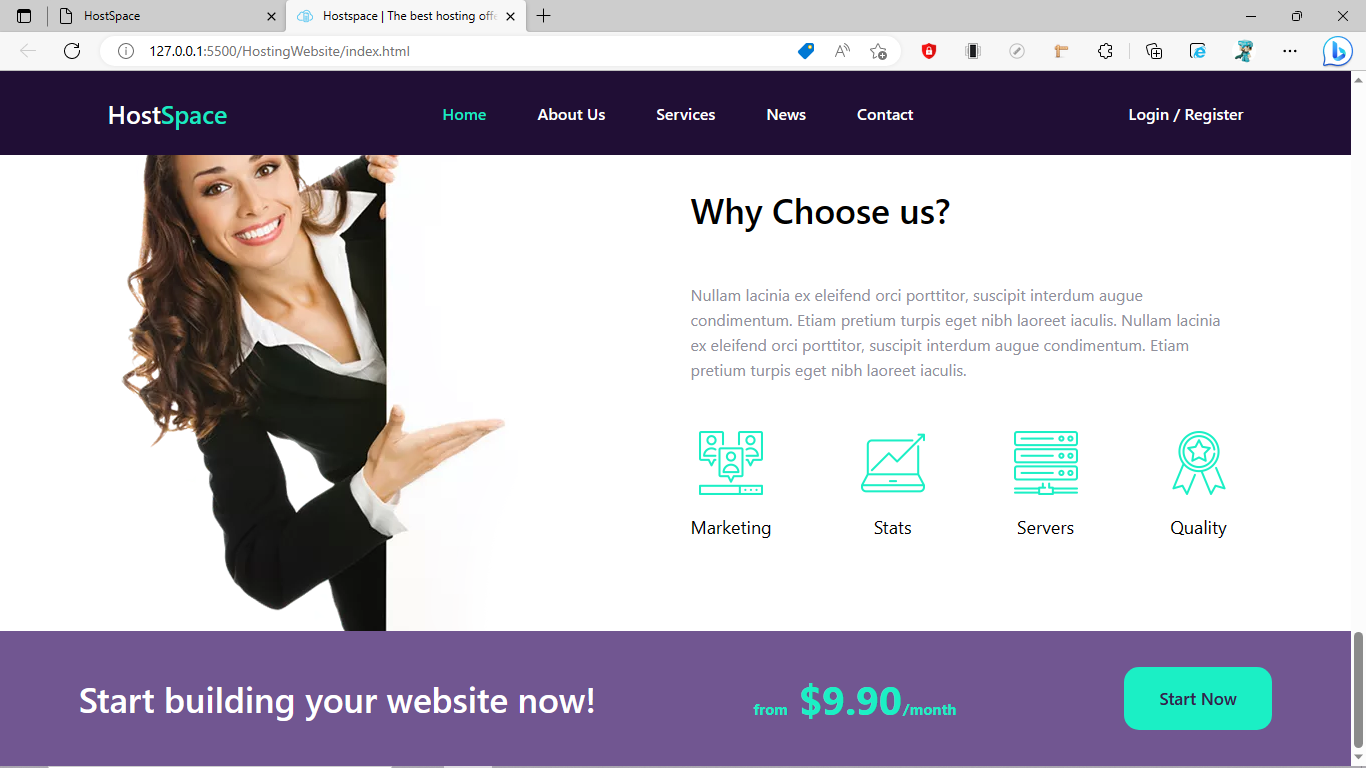 HostSpace
Hostspace | The best hosting offe
127.0.0.1:5500/HostingWebsite/index.html
HostSpace Home About Us Services News Contact Login / Register
Why Choose us?
Nullam lacinia ex eleifend orci porttitor, suscipit interdum augue
condimentum. Etiam pretium turpis eget nibh laoreet iaculis. Nullam lacinia
ex eleifend orci porttitor, suscipit interdum augue condimentum. Etiam
pretium turpis eget nibh laoreet iaculis.
Marketing Stats Servers Quality
Start building your website now! from $9.90/month Start Now